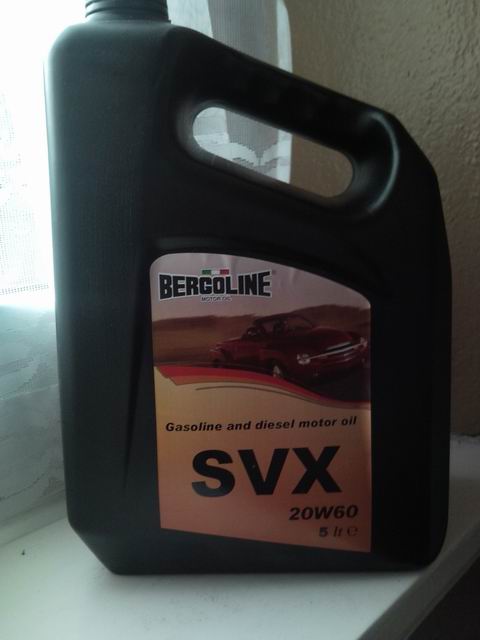 BERGOLINE
MOTOR OIL
Gasoline and diesel motor oil
SVX
20W60
5 lt ℮